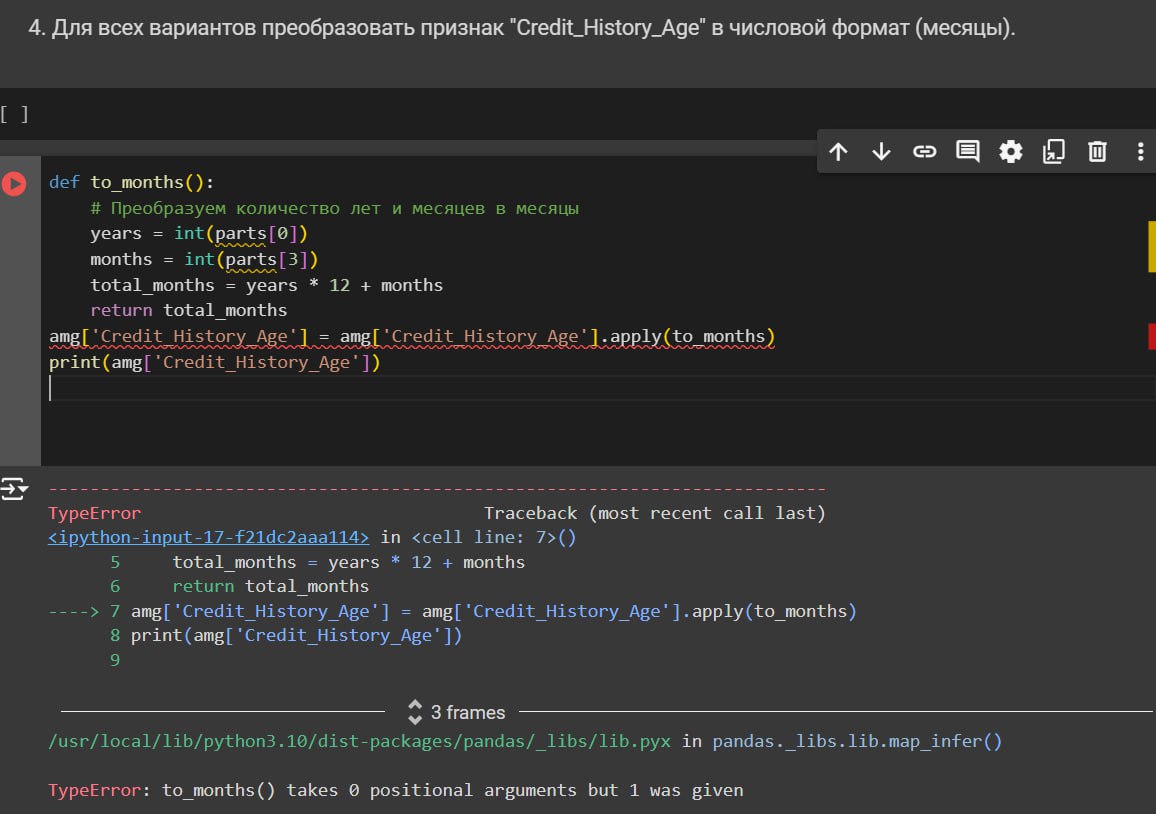 4. Для всех вариантов преобразовать признак "Credit_History_Age" в числовой формат (месяцы).
[ ]
def to_months():
    # Преобразуем количество лет и месяцев в месяцы
    years = int(parts[0])
    months = int(parts[3])
    total_months = years * 12 + months
    return total_months
amg['Credit_History_Age'] = amg['Credit_History_Age'].apply(to_months)
print(amg['Credit_History_Age'])
---------------------------------------------------------------------------
TypeError                                 Traceback (most recent call last)
<ipython-input-17-f21dc2aaa114> in <cell line: 7>()
      5     total_months = years * 12 + months
      6     return total_months
----> 7 amg['Credit_History_Age'] = amg['Credit_History_Age'].apply(to_months)
      8 print(amg['Credit_History_Age'])
      9
3 frames
/usr/local/lib/python3.10/dist-packages/pandas/_libs/lib.pyx in pandas._libs.lib.map_infer()
TypeError: to_months() takes 0 positional arguments but 1 was given